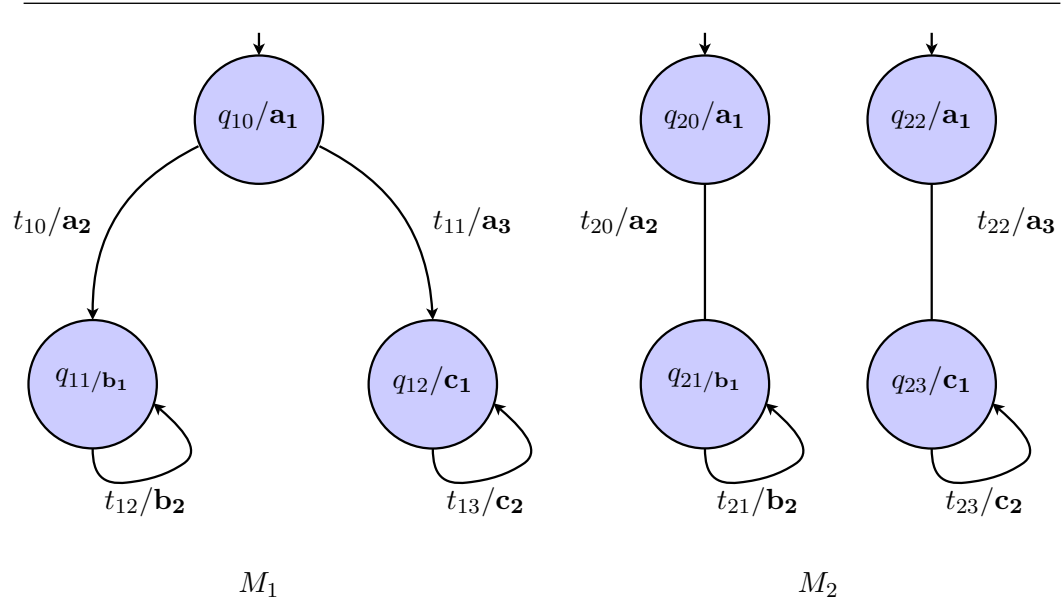 q₁₀/a₁ q₂₀/a₁ q₂₂/a₁
t₁₀/a₂ t₁₁/a₃ t₂₀/a₂ t₂₂/a₃
q₁₁/b₁ q₁₂/c₁ q₂₁/b₁ q₂₃/c₁
t₁₂/b₂ t₁₃/c₂ t₂₁/b₂ t₂₃/c₂
M₁ M₂